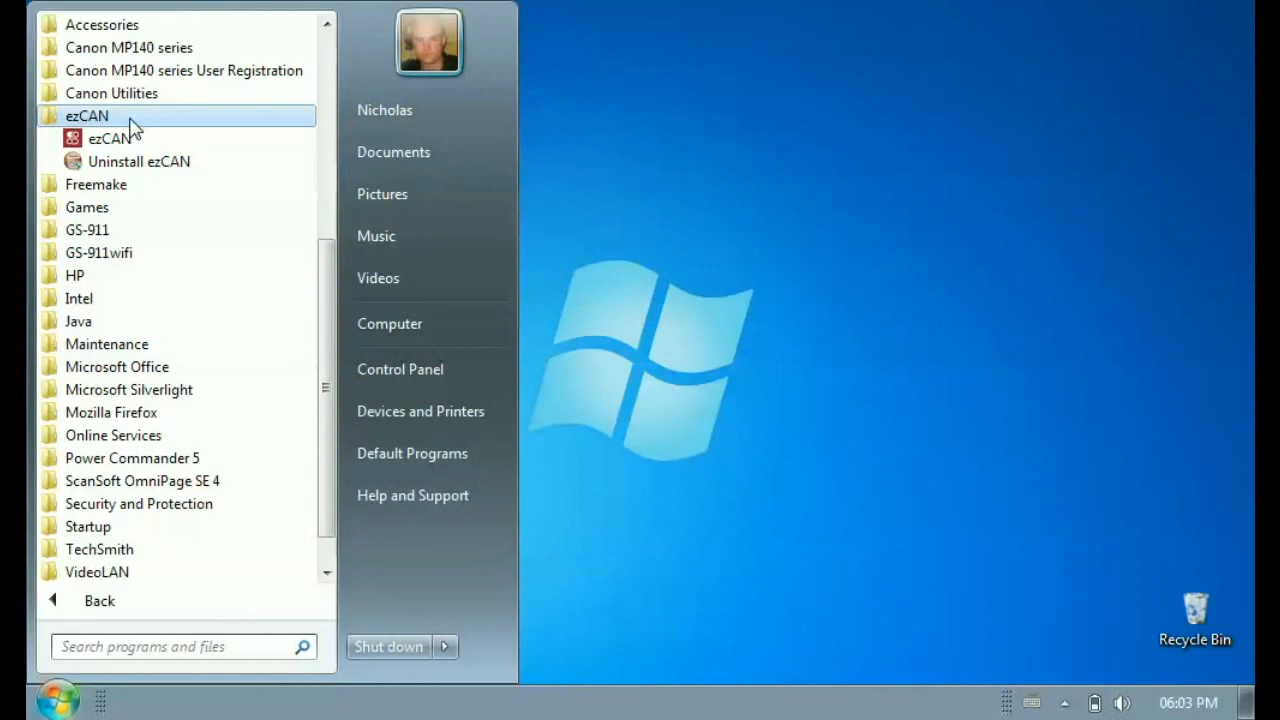 Accessories
Canon MP140 series
Canon MP140 series User Registration
Canon Utilities
ezCAN
ezCAN
Uninstall ezCAN
Freemake
Games
GS-911
GS-911wifi
HP
Intel
Java
Maintenance
Microsoft Office
Microsoft Silverlight
Mozilla Firefox
Online Services
Power Commander 5
ScanSoft OmniPage SE 4
Security and Protection
Startup
TechSmith
VideoLAN
Back
Search programs and files
Nicholas
Documents
Pictures
Music
Videos
Computer
Control Panel
Devices and Printers
Default Programs
Help and Support
Shut down
Recycle Bin
06:03 PM